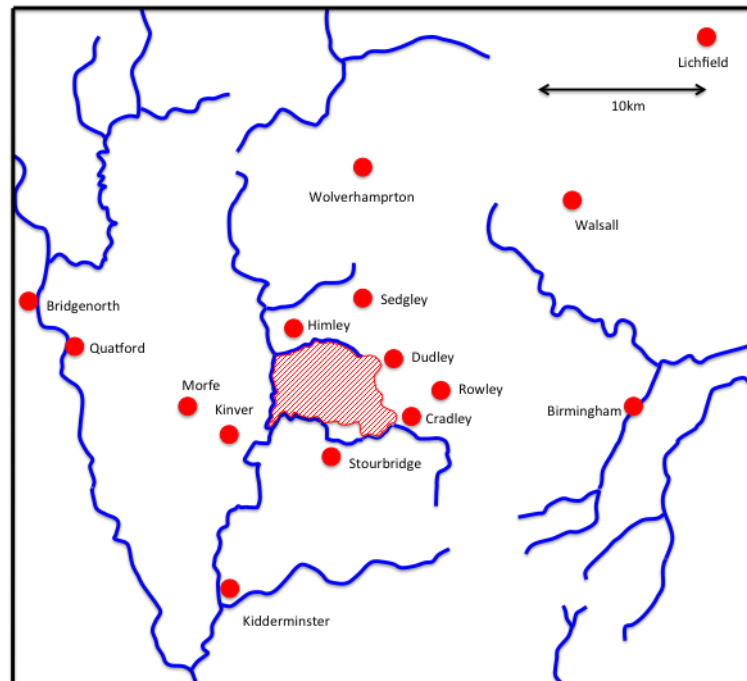 Lichfield
10km
Wolverhamprton
Walsall
Sedgley
Bridgenorth
Himley
Quatford
Dudley
Morfe
Rowley
Kinver
Birmingham
Cradley
Stourbridge
Kidderminster